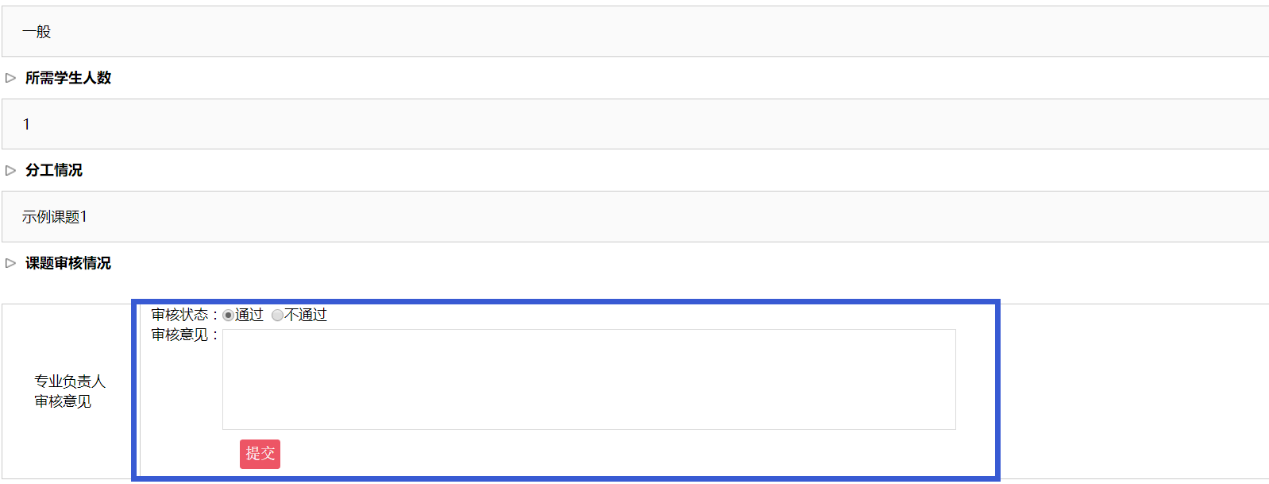 一般
所需学生人数
1
分工情况
示例课题1
课题审核情况
审核状态：通过 不通过
审核意见：
专业负责人
审核意见
提交